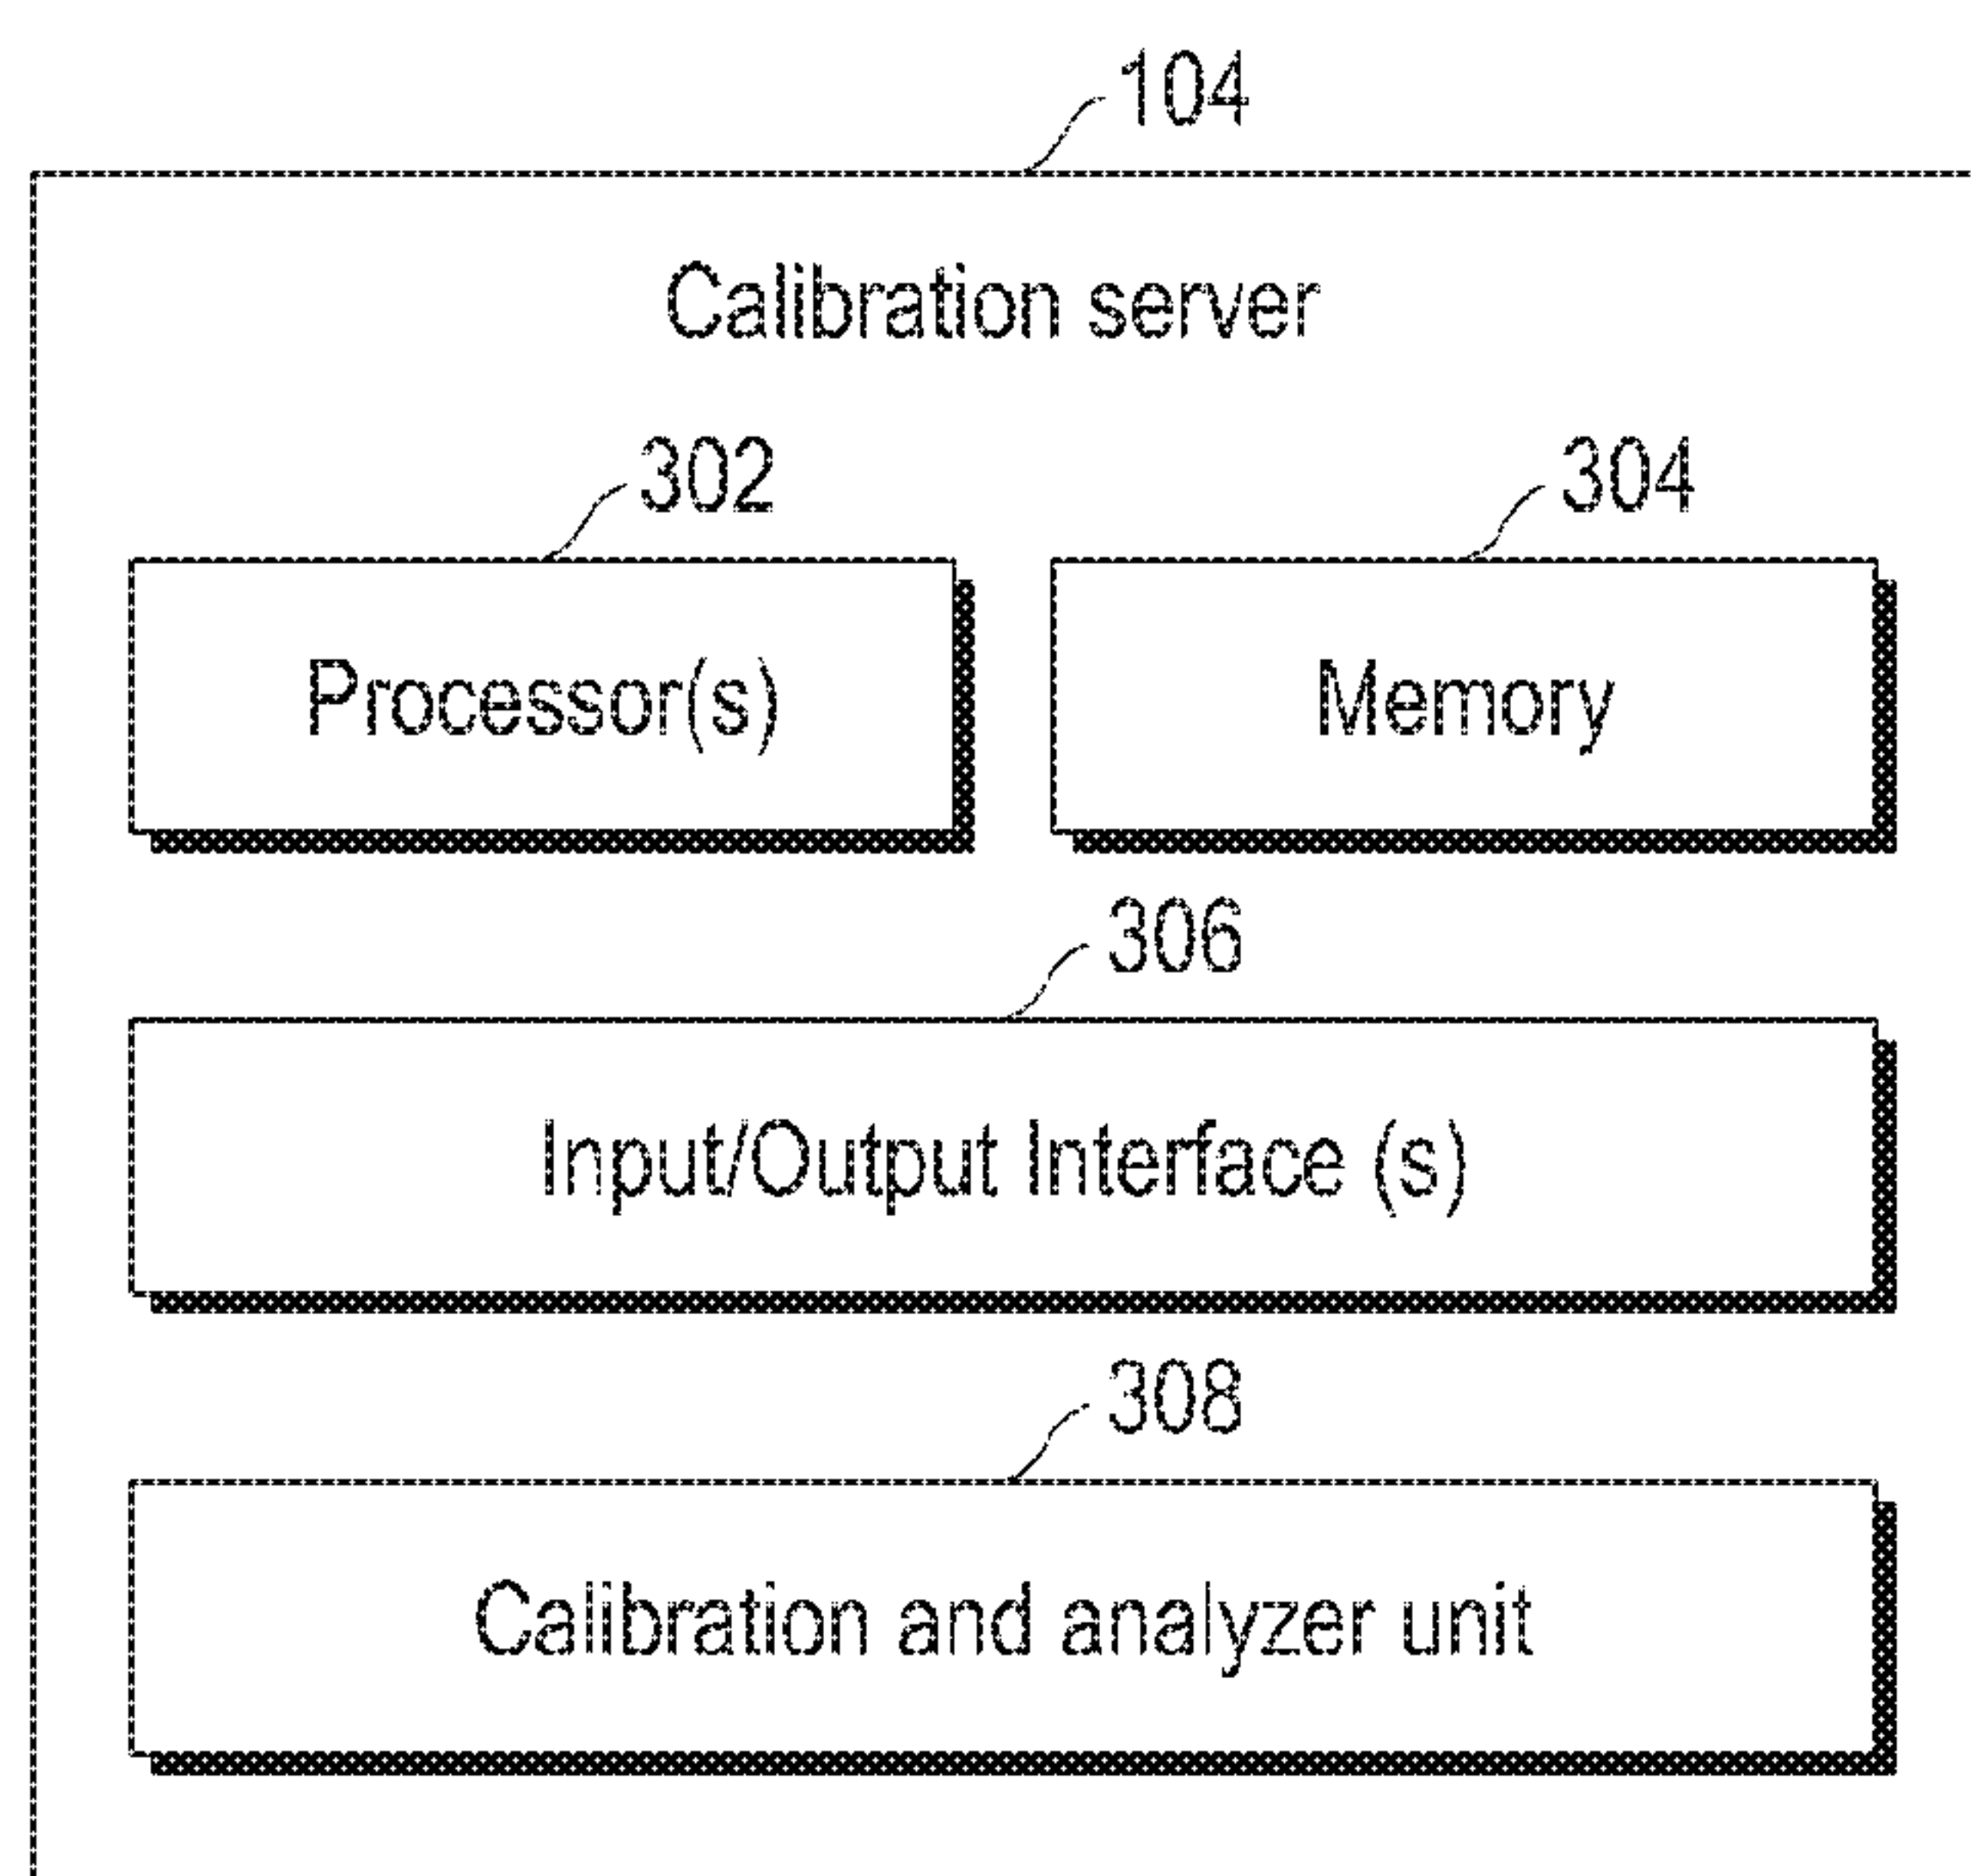 104
Calibration server
302
304
Processor(s)
Memory
306
Input/Output Interface (s)
308
Calibration and analyzer unit